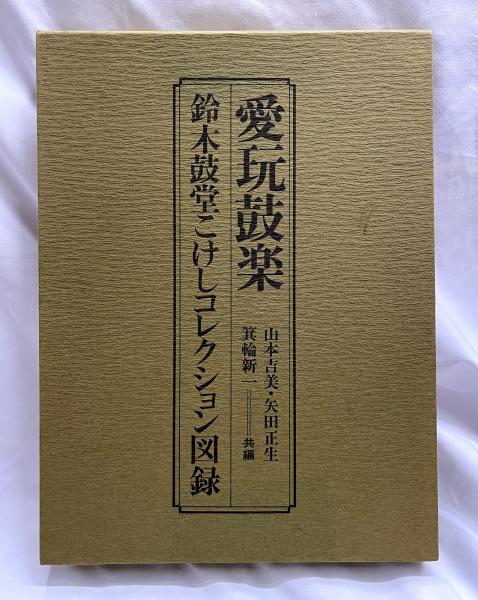 愛玩鼓楽
山本吉美・矢田正生
箕輪新一──共編
鈴木鼓堂こけしコレクション図録